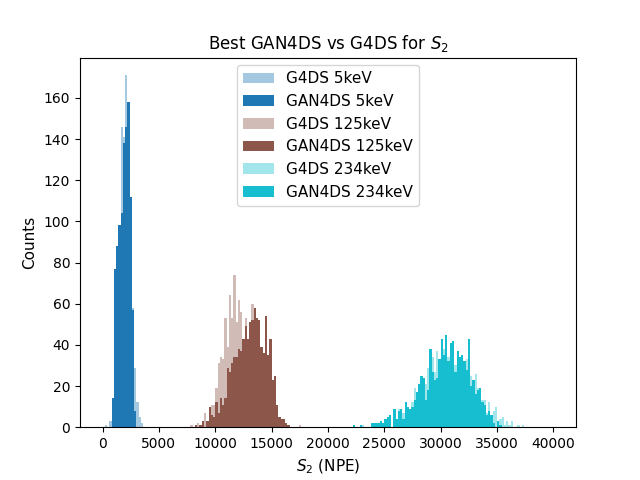 Best GAN4DS vs G4DS for S₂
G4DS 5keV
GAN4DS 5keV
G4DS 125keV
GAN4DS 125keV
G4DS 234keV
GAN4DS 234keV
Counts
160
140
120
100
80
60
40
20
0
0 5000 10000 15000 20000 25000 30000 35000 40000
S₂ (NPE)